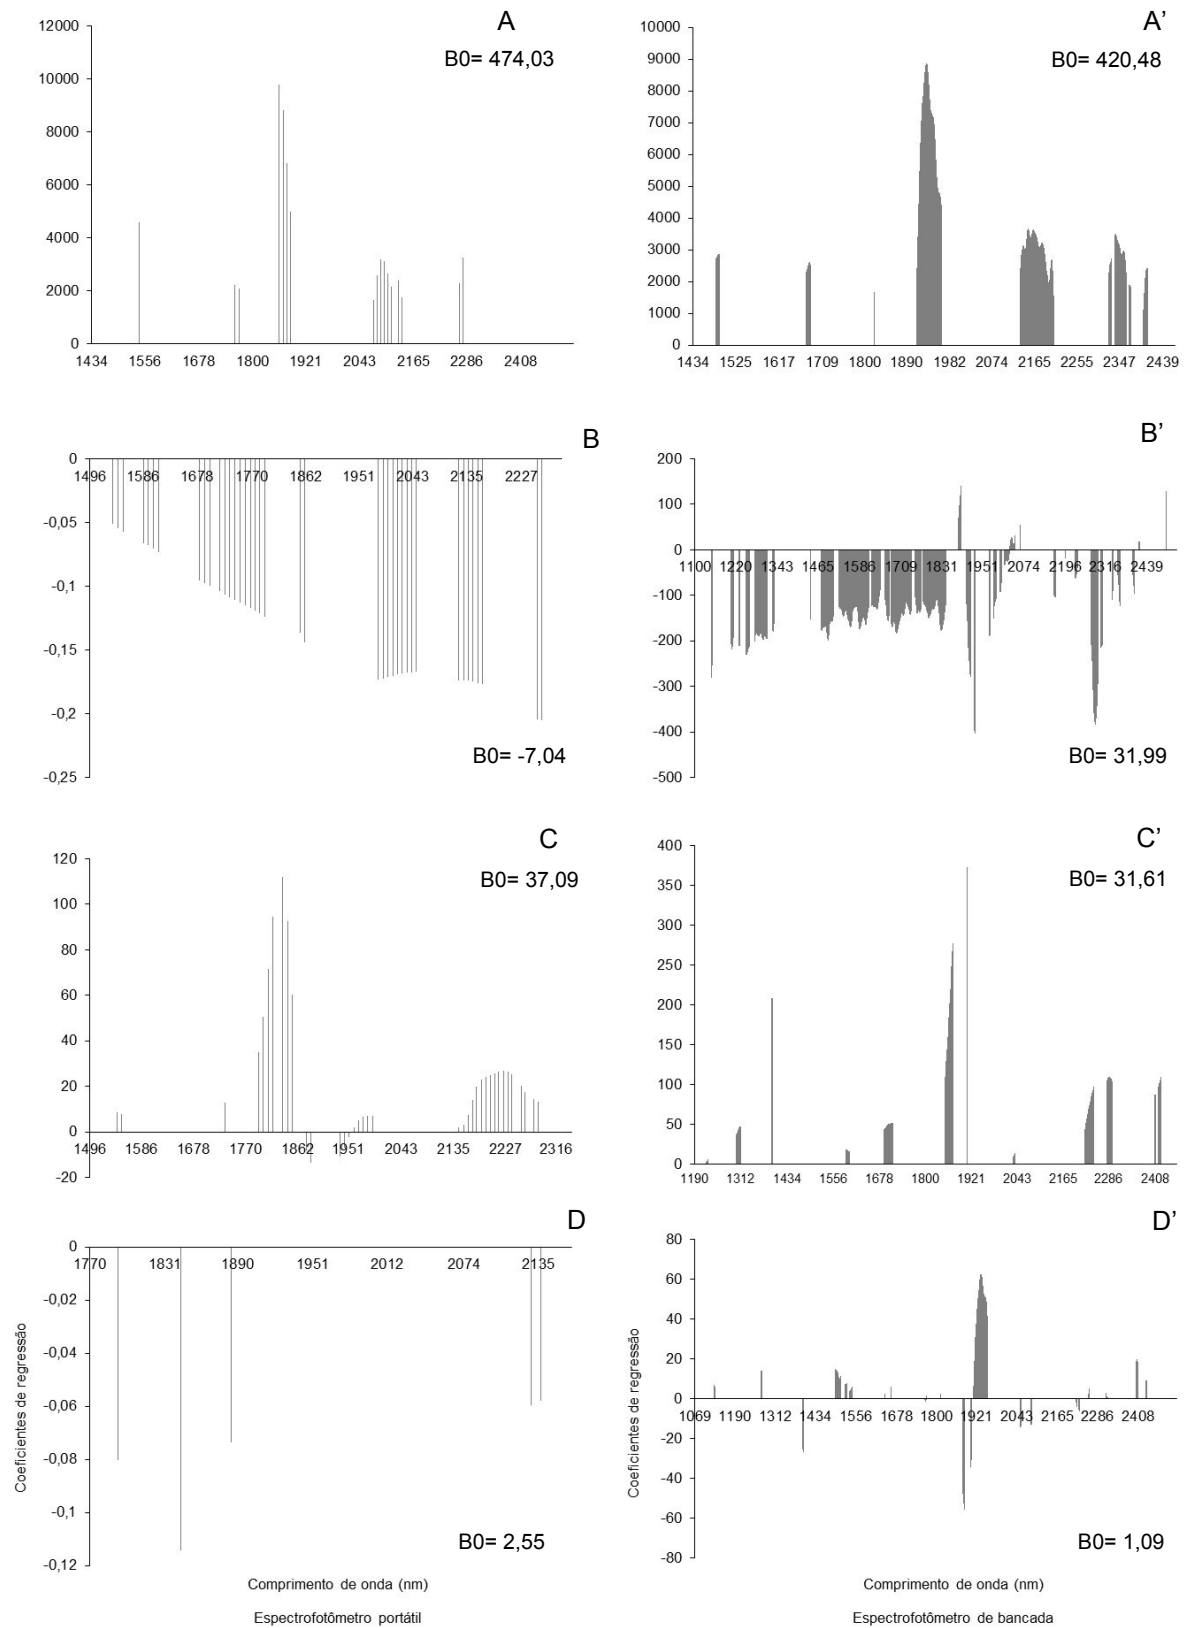 A
B0= 474,03
12000
10000
8000
6000
4000
2000
0
1434 1556 1678 1800 1921 2043 2165 2286 2408
A’
B0= 420,48
10000
9000
8000
7000
6000
5000
4000
3000
2000
1000
0
1434 1525 1617 1709 1800 1890 1982 2074 2165 2255 2347 2439
B
0
1496 1586 1678 1770 1862 1951 2043 2135 2227
-0,05
-0,1
-0,15
-0,2
-0,25
B0= -7,04
B’
200
100
0
1100 1220 1343 1465 1586 1709 1831 1951 2074 2196 2316 2439
-100
-200
-300
-400
-500
B0= 31,99
C
B0= 37,09
120
100
80
60
40
20
0
-20
1496 1586 1678 1770 1862 1951 2043 2135 2227 2316
C’
B0= 31,61
400
350
300
250
200
150
100
50
0
1190 1312 1434 1556 1678 1800 1921 2043 2165 2286 2408
D
0
1770 1831 1890 1951 2012 2074 2135
-0,02
-0,04
-0,06
-0,08
-0,1
-0,12
Coeficientes de regressão
B0= 2,55
Comprimento de onda (nm)
Espectrofotômetro portátil
D’
80
60
40
20
0
1069 1190 1312 1434 1556 1678 1800 1921 2043 2165 2286 2408
-20
-40
-60
-80
Coeficientes de regressão
B0= 1,09
Comprimento de onda (nm)
Espectrofotômetro de bancada